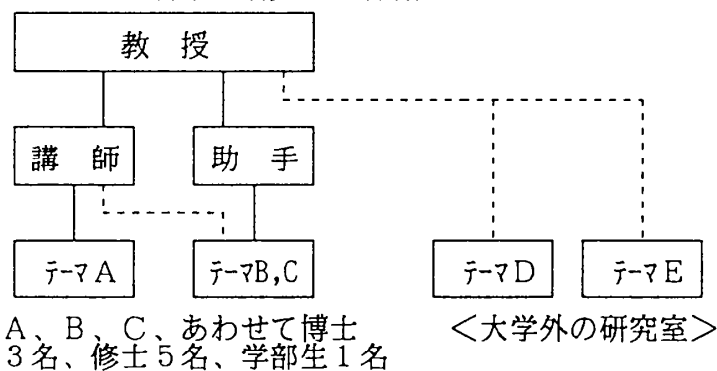 教 授
講 師
助 手
テーマA
テーマB,C
テーマD
テーマE
A、B、C、あわせて博士
3名、修士5名、学部生1名
<大学外の研究室>